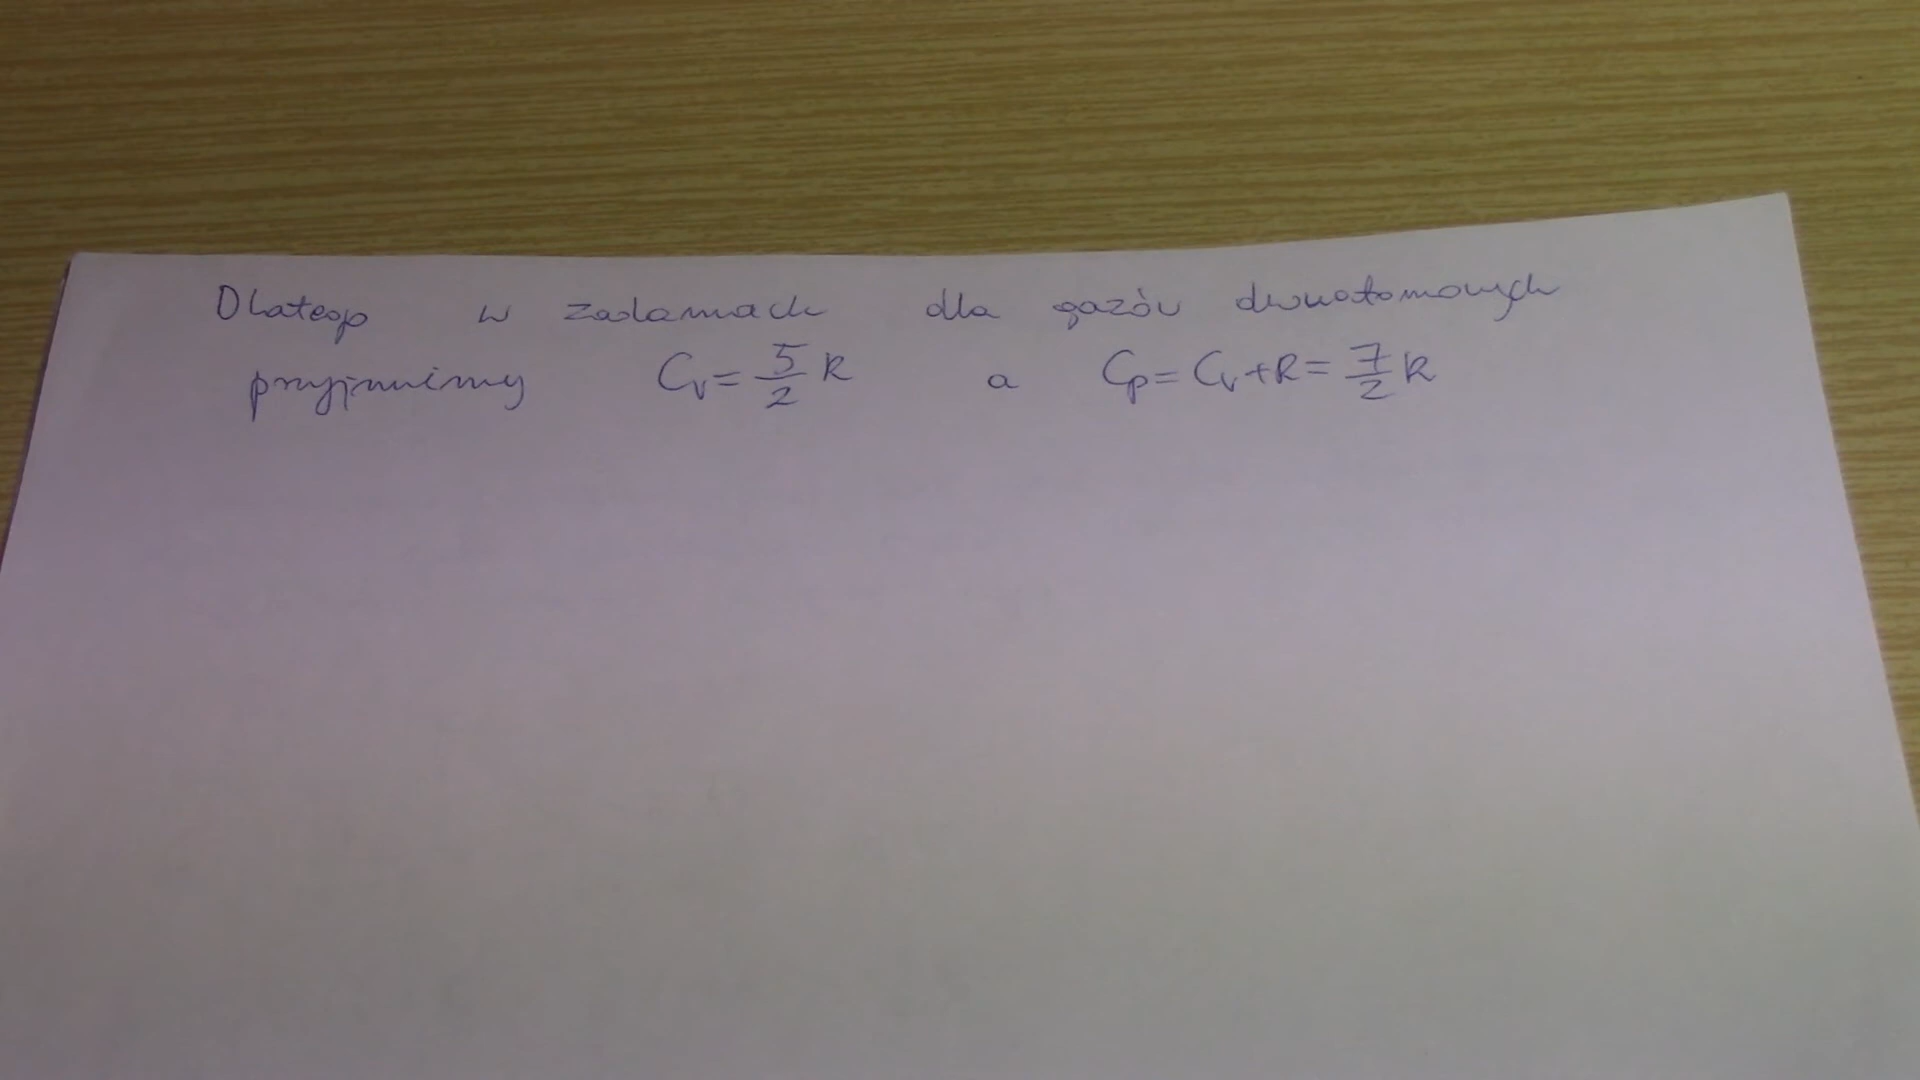 Dlatego w zadaniach dla gazów dwuatomowych
przyjmiemy Cv = 5/2 R a Cp = Cv + R = 7/2 R